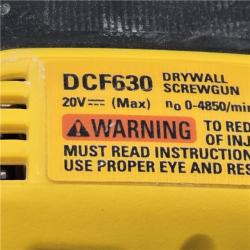 DCF630 DRYWALL
SCREWGUN
20V ⎓ (Max) n₀ 0-4850/min
⚠ WARNING TO RED
OF INJ
MUST READ INSTRUCTION
USE PROPER EYE AND RES